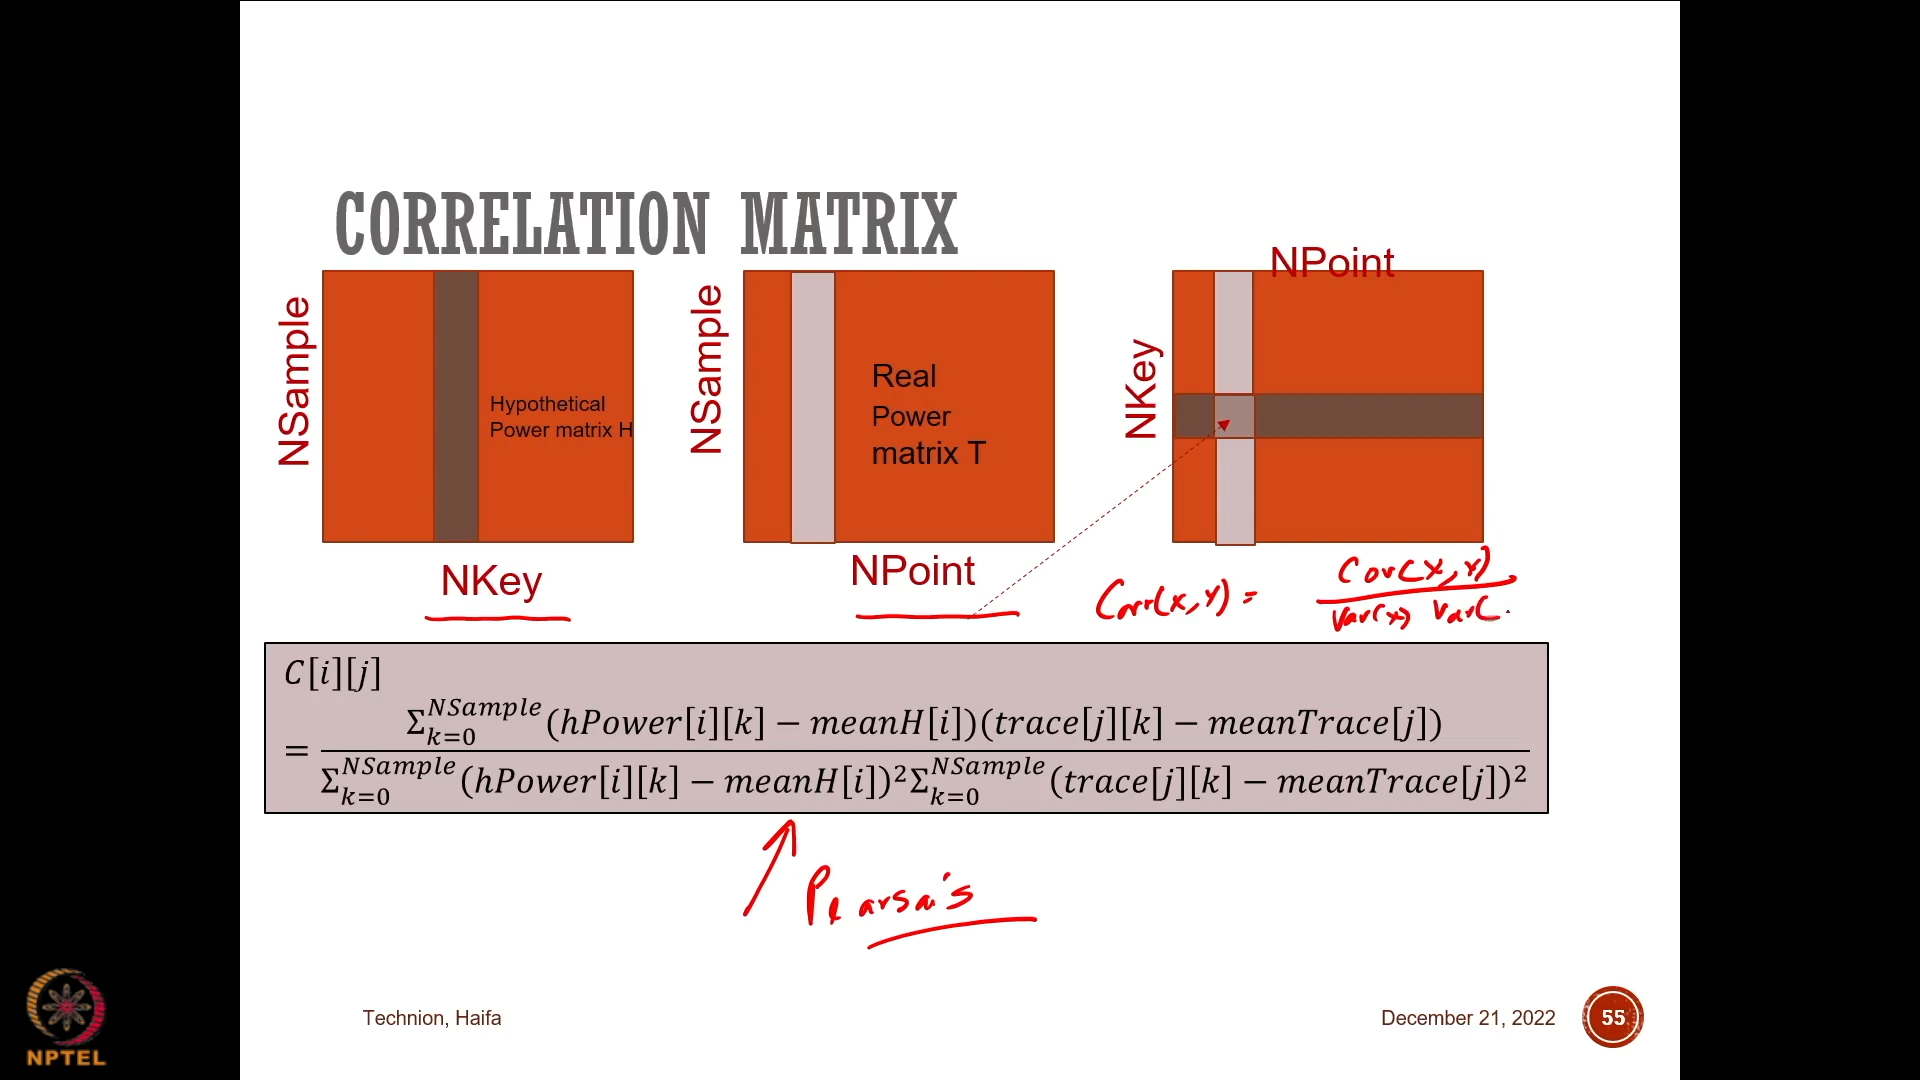 CORRELATION MATRIX
NSample
Hypothetical
Power matrix H
NKey
NSample
Real
Power
matrix T
NPoint
NPoint
NKey
Corr(x,y) = Cov(x,y)
Var(x) Var(
C[i][j]
= Σ_{k=0}^{NSample}(hPower[i][k] − meanH[i])(trace[j][k] − meanTrace[j])
Σ_{k=0}^{NSample}(hPower[i][k] − meanH[i])²Σ_{k=0}^{NSample}(trace[j][k] − meanTrace[j])²
Pearson's
Technion, Haifa
December 21, 2022
55
NPTEL